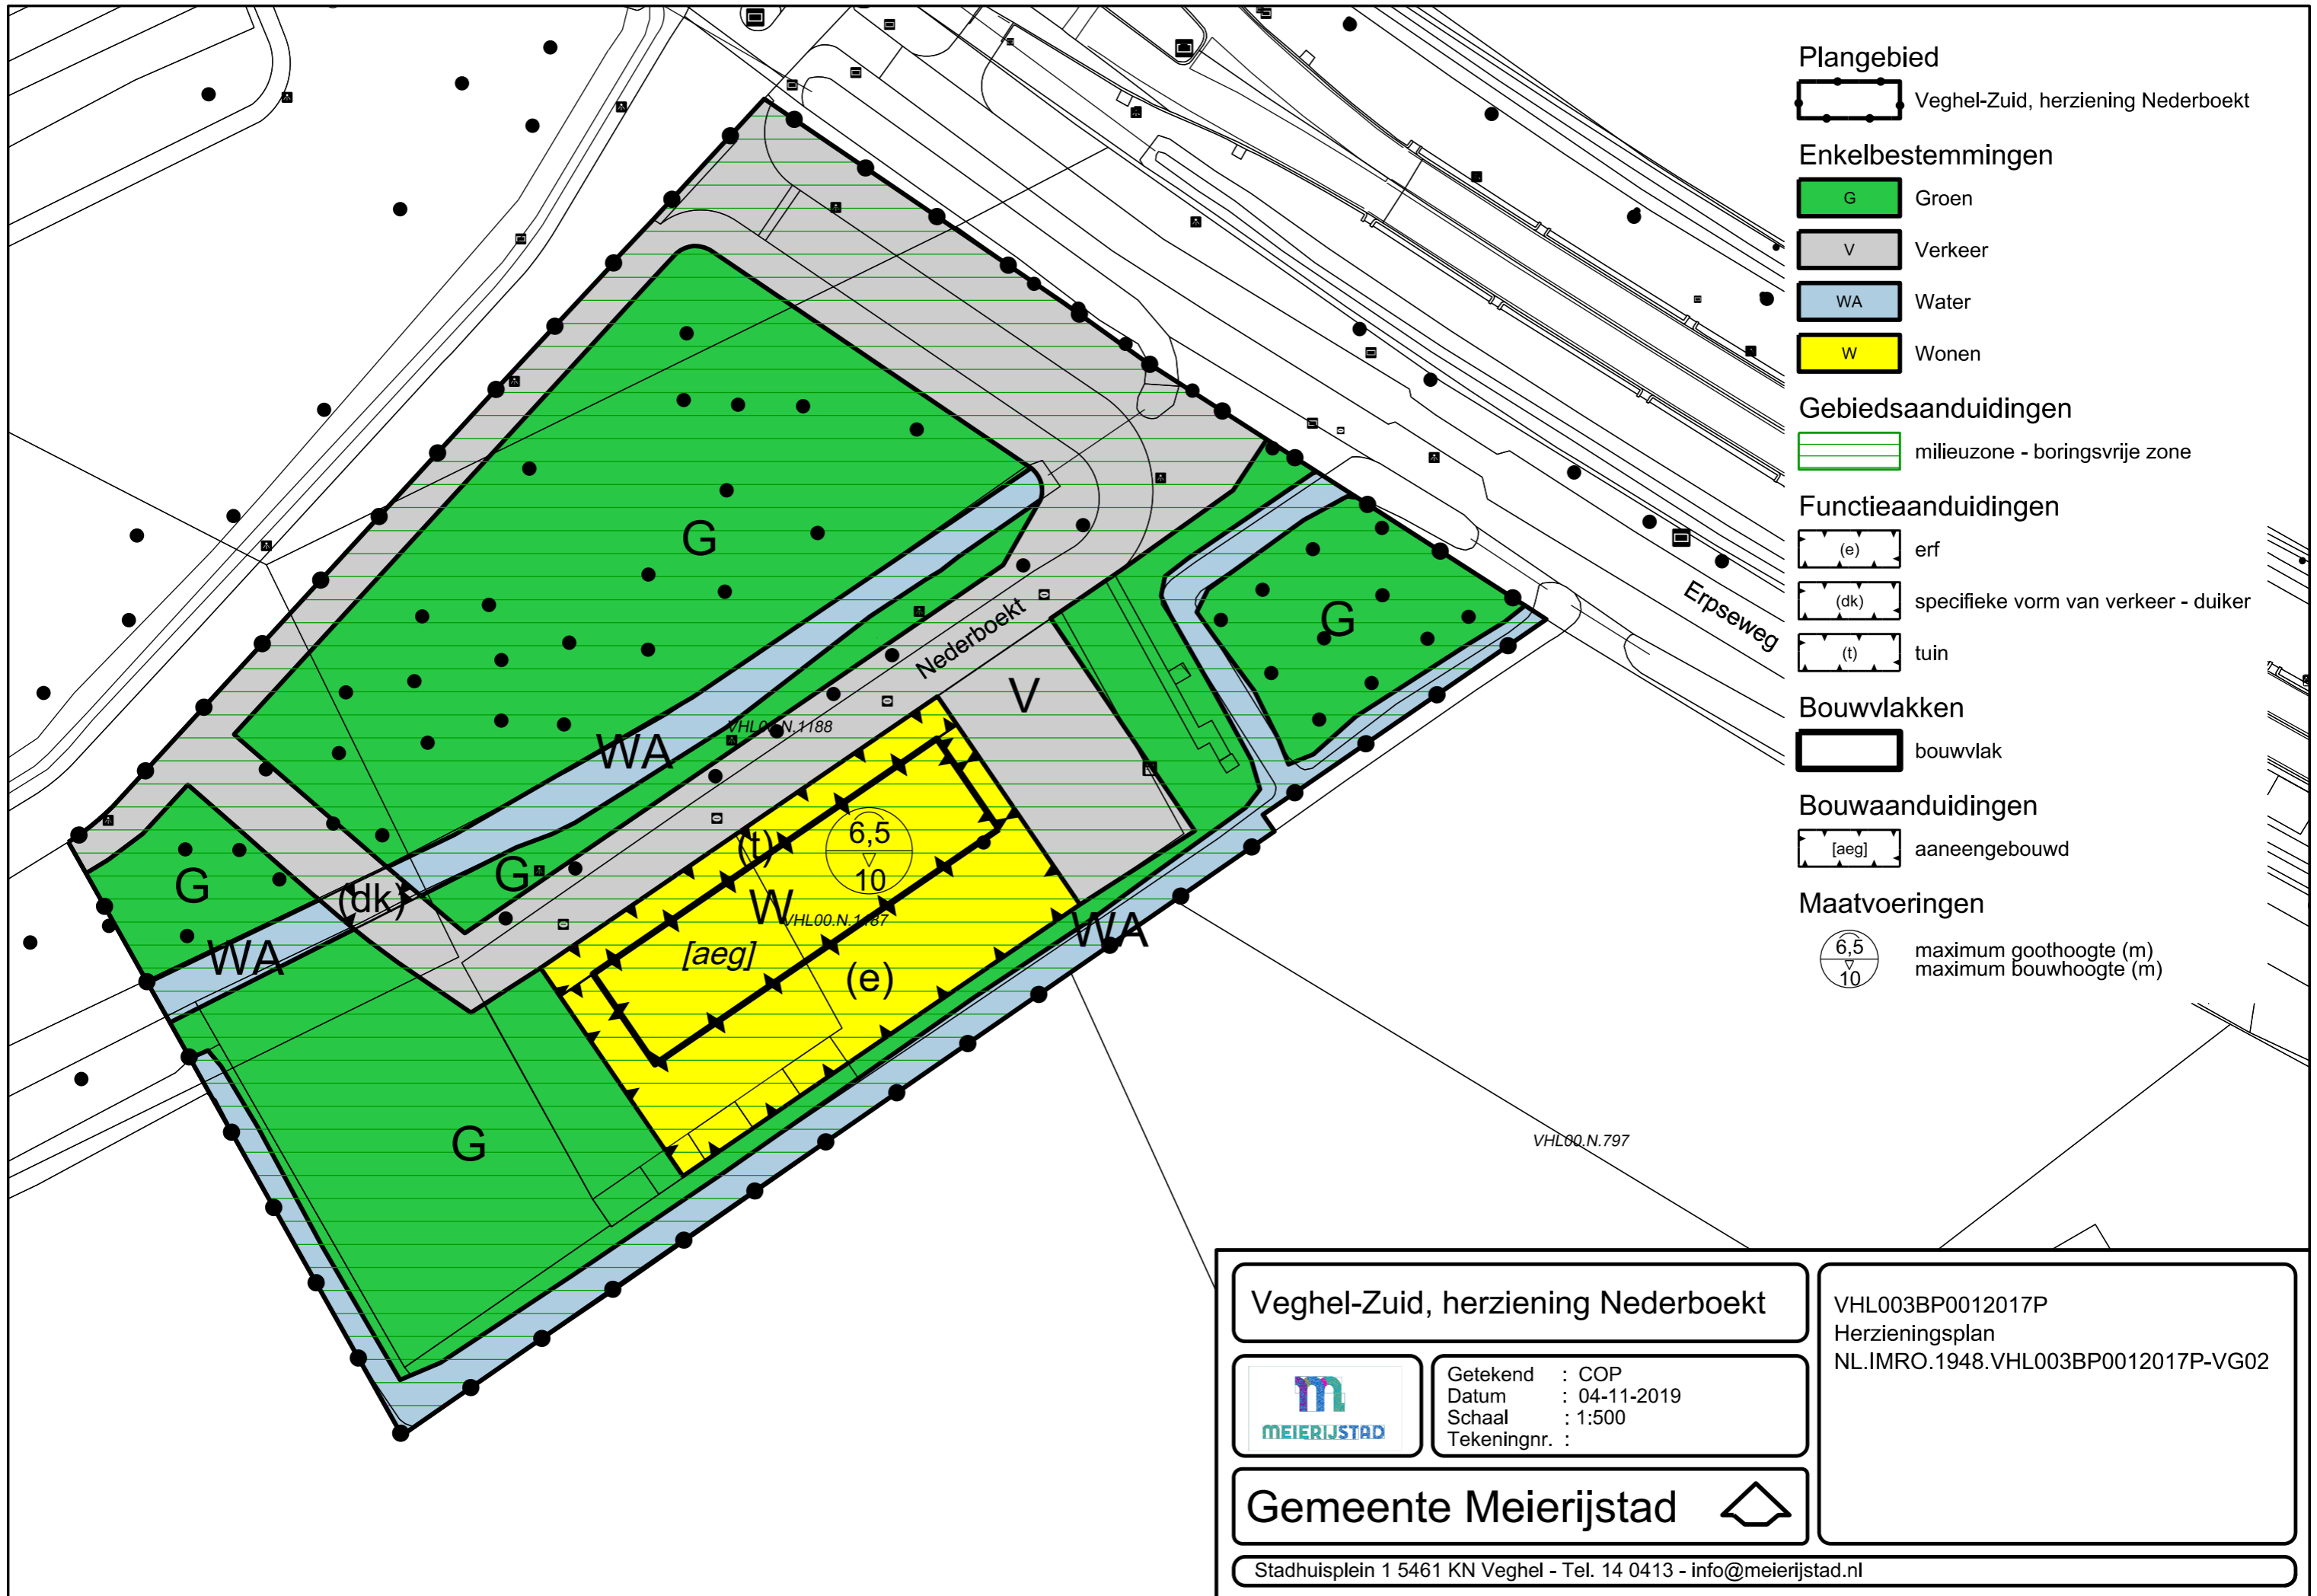 Plangebied
Veghel-Zuid, herziening Nederboekt
Enkelbestemmingen
G Groen
V Verkeer
WA Water
W Wonen
Gebiedsaanduidingen
milieuzone - boringsvrije zone
Functieaanduidingen
(e) erf
(dk) specifieke vorm van verkeer - duiker
(t) tuin
Bouwvlakken
bouwvlak
Bouwaanduidingen
[aeg] aaneengebouwd
Maatvoeringen
6,5 maximum goothoogte (m)
10 maximum bouwhoogte (m)
G
G
Erpseweg
Nederboekt
V
VHL00.N.1188
WA
(t)
6,5
10
G
G
(dk)
W
VHL00.N.1187
WA
WA
[aeg]
(e)
G
VHL00.N.797
Veghel-Zuid, herziening Nederboekt
MEIERIJSTAD
Getekend : COP
Datum : 04-11-2019
Schaal : 1:500
Tekeningnr. :
Gemeente Meierijstad
VHL003BP0012017P
Herzieningsplan
NL.IMRO.1948.VHL003BP0012017P-VG02
Stadhuisplein 1 5461 KN Veghel - Tel. 14 0413 - info@meierijstad.nl